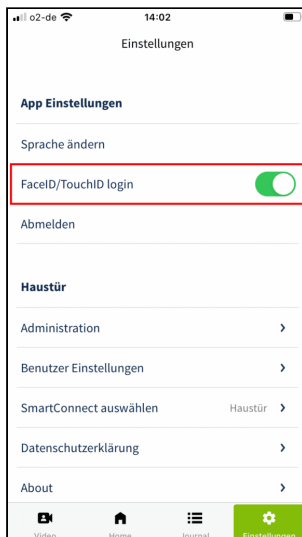 o2-de 14:02
Einstellungen
App Einstellungen
Sprache ändern
FaceID/TouchID login
Abmelden
Haustür
Administration
Benutzer Einstellungen
SmartConnect auswählen Haustür
Datenschutzerklärung
About
Video Home Journal Einstellungen